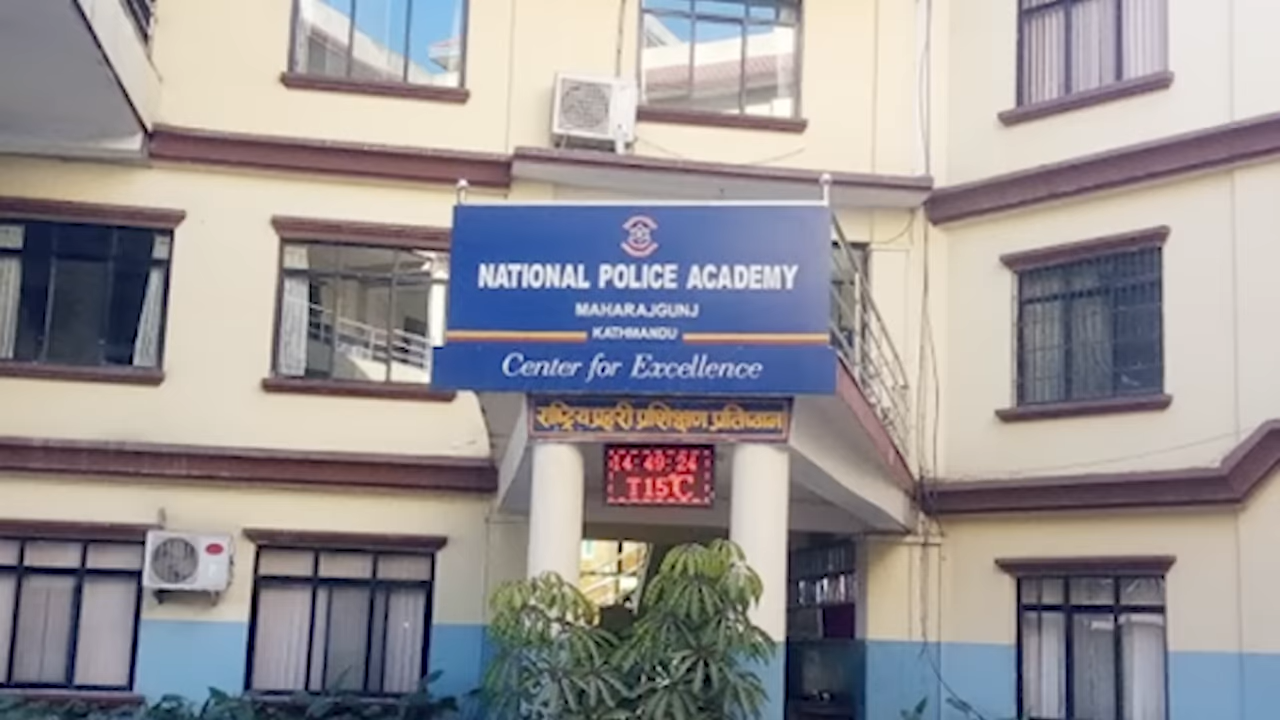 NATIONAL POLICE ACADEMY
MAHARAJGUNJ
KATHMANDU
Center for Excellence
राष्ट्रिय प्रहरी प्रशिक्षण प्रतिष्ठान
14:49:24
T15℃